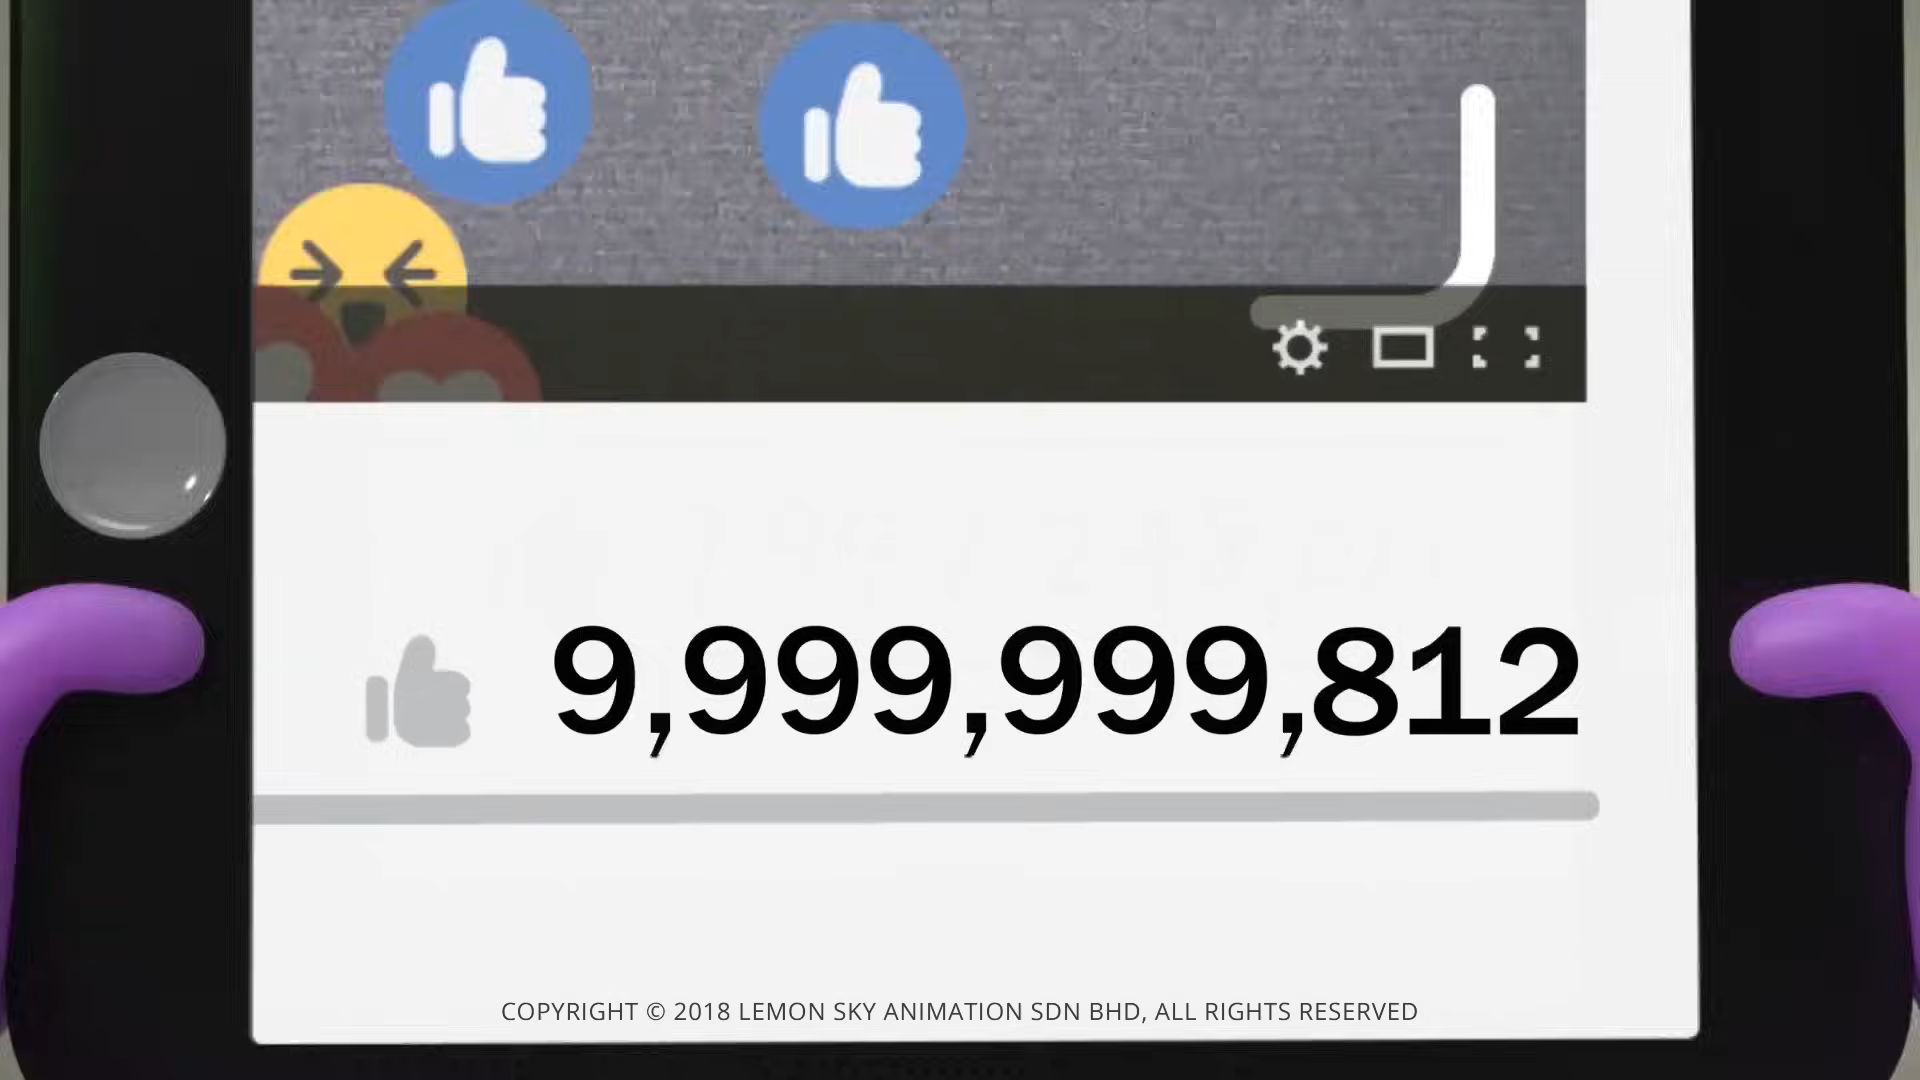 9,999,999,812
COPYRIGHT © 2018 LEMON SKY ANIMATION SDN BHD, ALL RIGHTS RESERVED